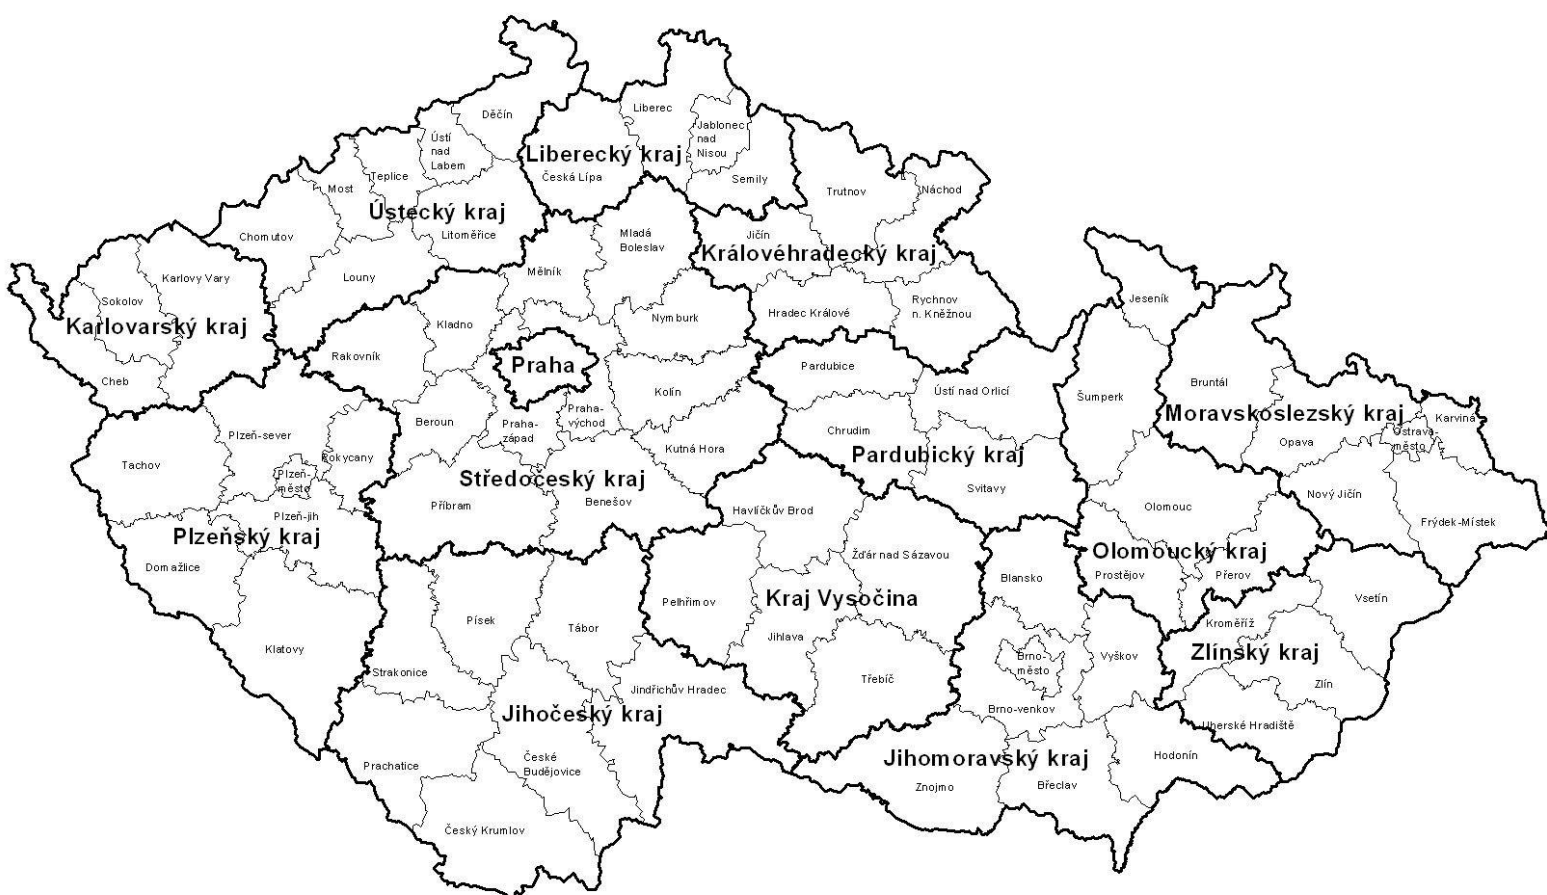 Děčín
Liberec
Ústí
nad
Labem
Jablonec
nad
Nisou
Liberecký kraj
Teplice
Česká Lípa
Semily
Most
Trutnov
Náchod
Ústecký kraj
Chomutov
Litoměřice
Mladá
Boleslav
Jičín
Královéhradecký kraj
Karlovy Vary
Louny
Mělník
Sokolov
Jeseník
Karlovarský kraj
Kladno
Nymburk
Hradec Králové
Rychnov
n. Kněžnou
Rakovník
Praha
Cheb
Pardubice
Bruntál
Kolín
Ústí nad Orlicí
Šumperk
Beroun
Praha-
západ
Praha-
východ
Moravskoslezský kraj
Karviná
Ostrava-
město
Plzeň-sever
Chrudim
Opava
Tachov
Rokycany
Kutná Hora
Pardubický kraj
Plzeň-
město
Středočeský kraj
Svitavy
Nový Jičín
Příbram
Benešov
Olomouc
Havlíčkův Brod
Plzeň-jih
Frýdek-Místek
Plzeňský kraj
Žďár nad Sázavou
Olomoucký kraj
Domažlice
Blansko
Prostějov
Přerov
Pelhřimov
Kraj Vysočina
Vsetín
Písek
Tábor
Kroměříž
Jihlava
Klatovy
Brno-
město
Vyškov
Zlínský kraj
Strakonice
Třebíč
Zlín
Jindřichův Hradec
Jihočeský kraj
Brno-venkov
Uherské Hradiště
Prachatice
České
Budějovice
Jihomoravský kraj
Hodonín
Znojmo
Břeclav
Český Krumlov